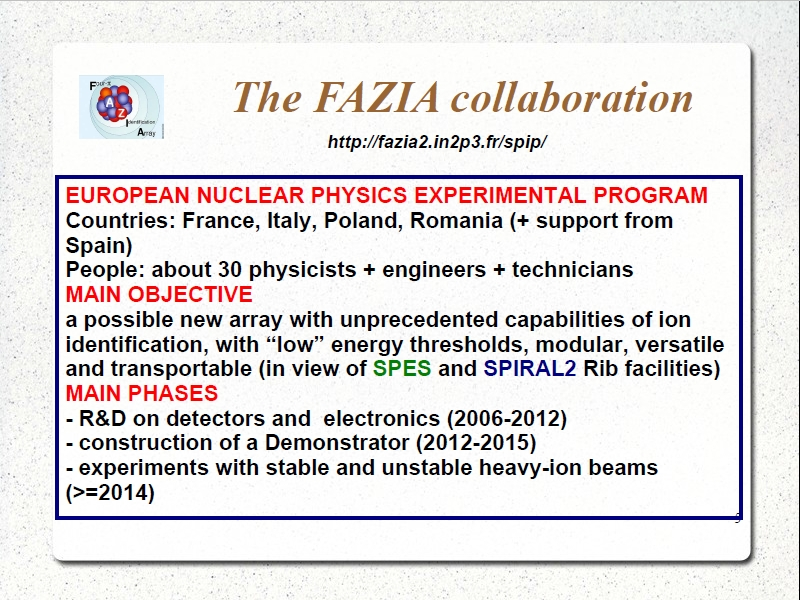 Four-π
A
Z
Identification
Array
The FAZIA collaboration
http://fazia2.in2p3.fr/spip/
EUROPEAN NUCLEAR PHYSICS EXPERIMENTAL PROGRAM
Countries: France, Italy, Poland, Romania (+ support from
Spain)
People: about 30 physicists + engineers + technicians
MAIN OBJECTIVE
a possible new array with unprecedented capabilities of ion
identification, with “low” energy thresholds, modular, versatile
and transportable (in view of SPES and SPIRAL2 Rib facilities)
MAIN PHASES
- R&D on detectors and  electronics (2006-2012)
- construction of a Demonstrator (2012-2015)
- experiments with stable and unstable heavy-ion beams
(>=2014)